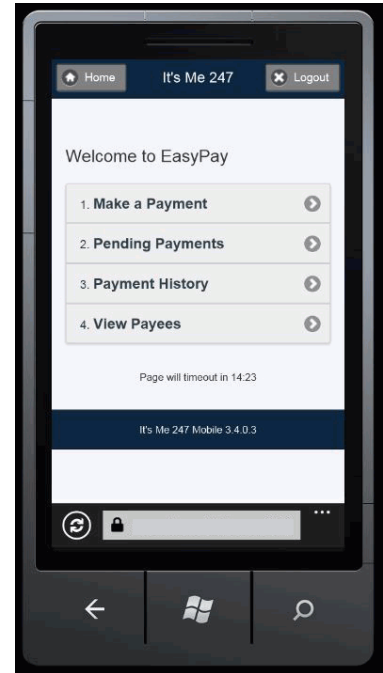 Home
It's Me 247
Logout
Welcome to EasyPay
1. Make a Payment
2. Pending Payments
3. Payment History
4. View Payees
Page will timeout in 14:23
It's Me 247 Mobile 3.4.0.3